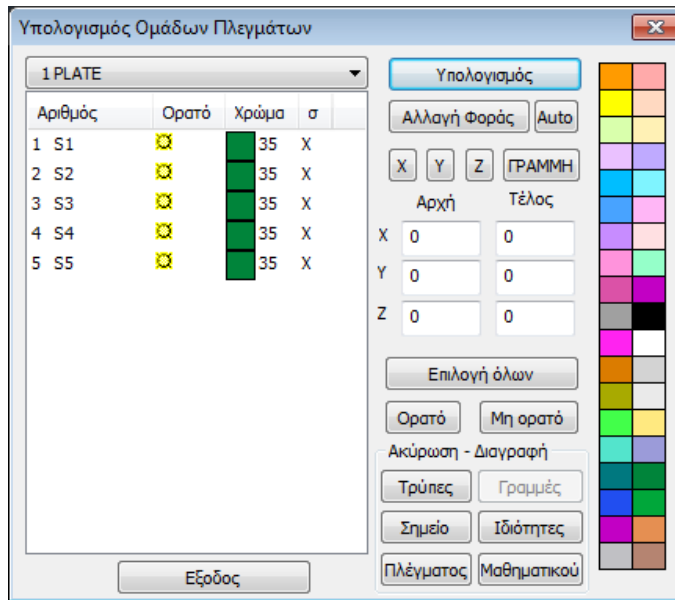 Υπολογισμός Ομάδων Πλεγμάτων
1 PLATE
Αριθμός Ορατό Χρώμα σ
1 S1 35 X
2 S2 35 X
3 S3 35 X
4 S4 35 X
5 S5 35 X
Εξοδος
Υπολογισμός
Αλλαγή Φοράς Auto
X Y Z ΓΡΑΜΜΗ
Αρχή Τέλος
X 0 0
Y 0 0
Z 0 0
Επιλογή όλων
Ορατό Μη ορατό
Ακύρωση - Διαγραφή
Τρύπες Γραμμές
Σημείο Ιδιότητες
Πλέγματος Μαθηματικού